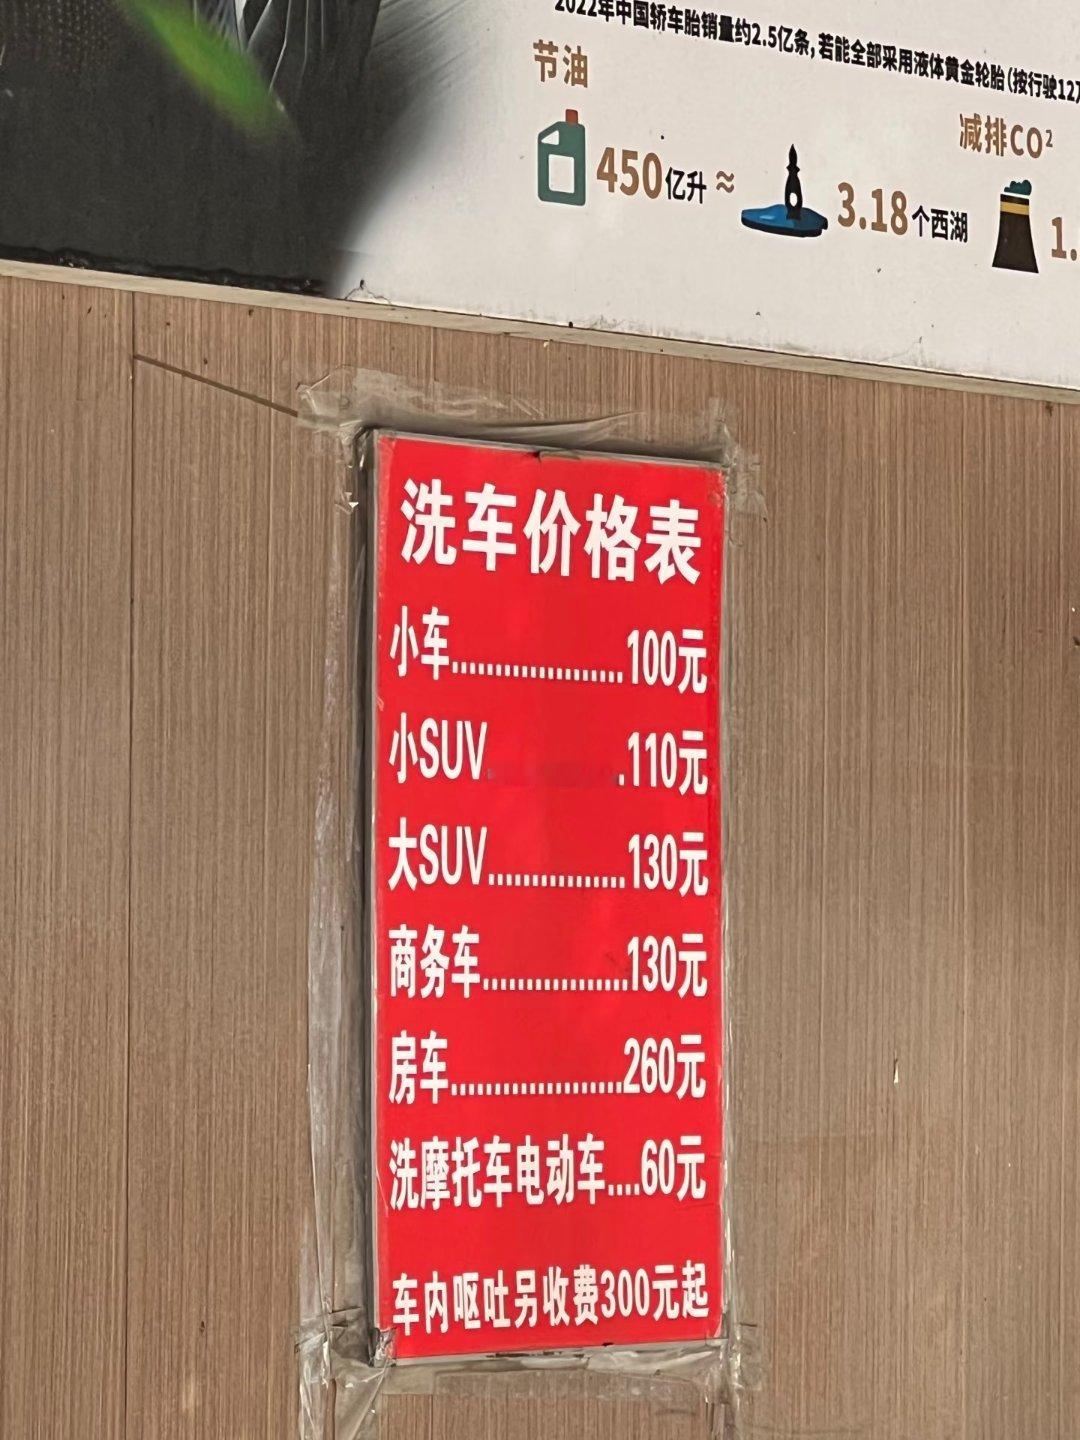 2022年中国轿车胎销量约2.5亿条,若能全部采用液体黄金轮胎(按行驶12万
节油
减排CO²
450亿升≈3.18个西湖
1.
洗车价格表
小车...................100元
小SUV. .110元
大SUV...............130元
商务车................130元
房车...................260元
洗摩托车电动车....60元
车内呕吐另收费300元起